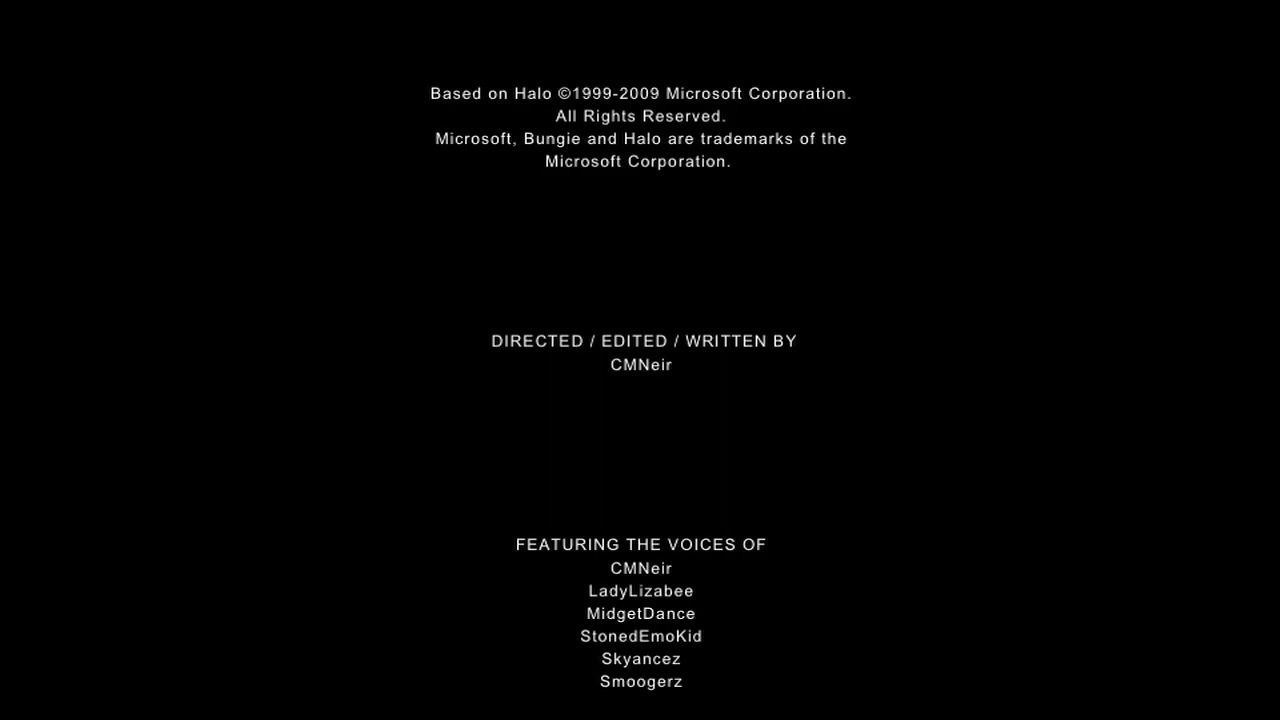 Based on Halo ©1999-2009 Microsoft Corporation.
All Rights Reserved.
Microsoft, Bungie and Halo are trademarks of the
Microsoft Corporation.
DIRECTED / EDITED / WRITTEN BY
CMNeir
FEATURING THE VOICES OF
CMNeir
LadyLizabee
MidgetDance
StonedEmoKid
Skyancez
Smoogerz